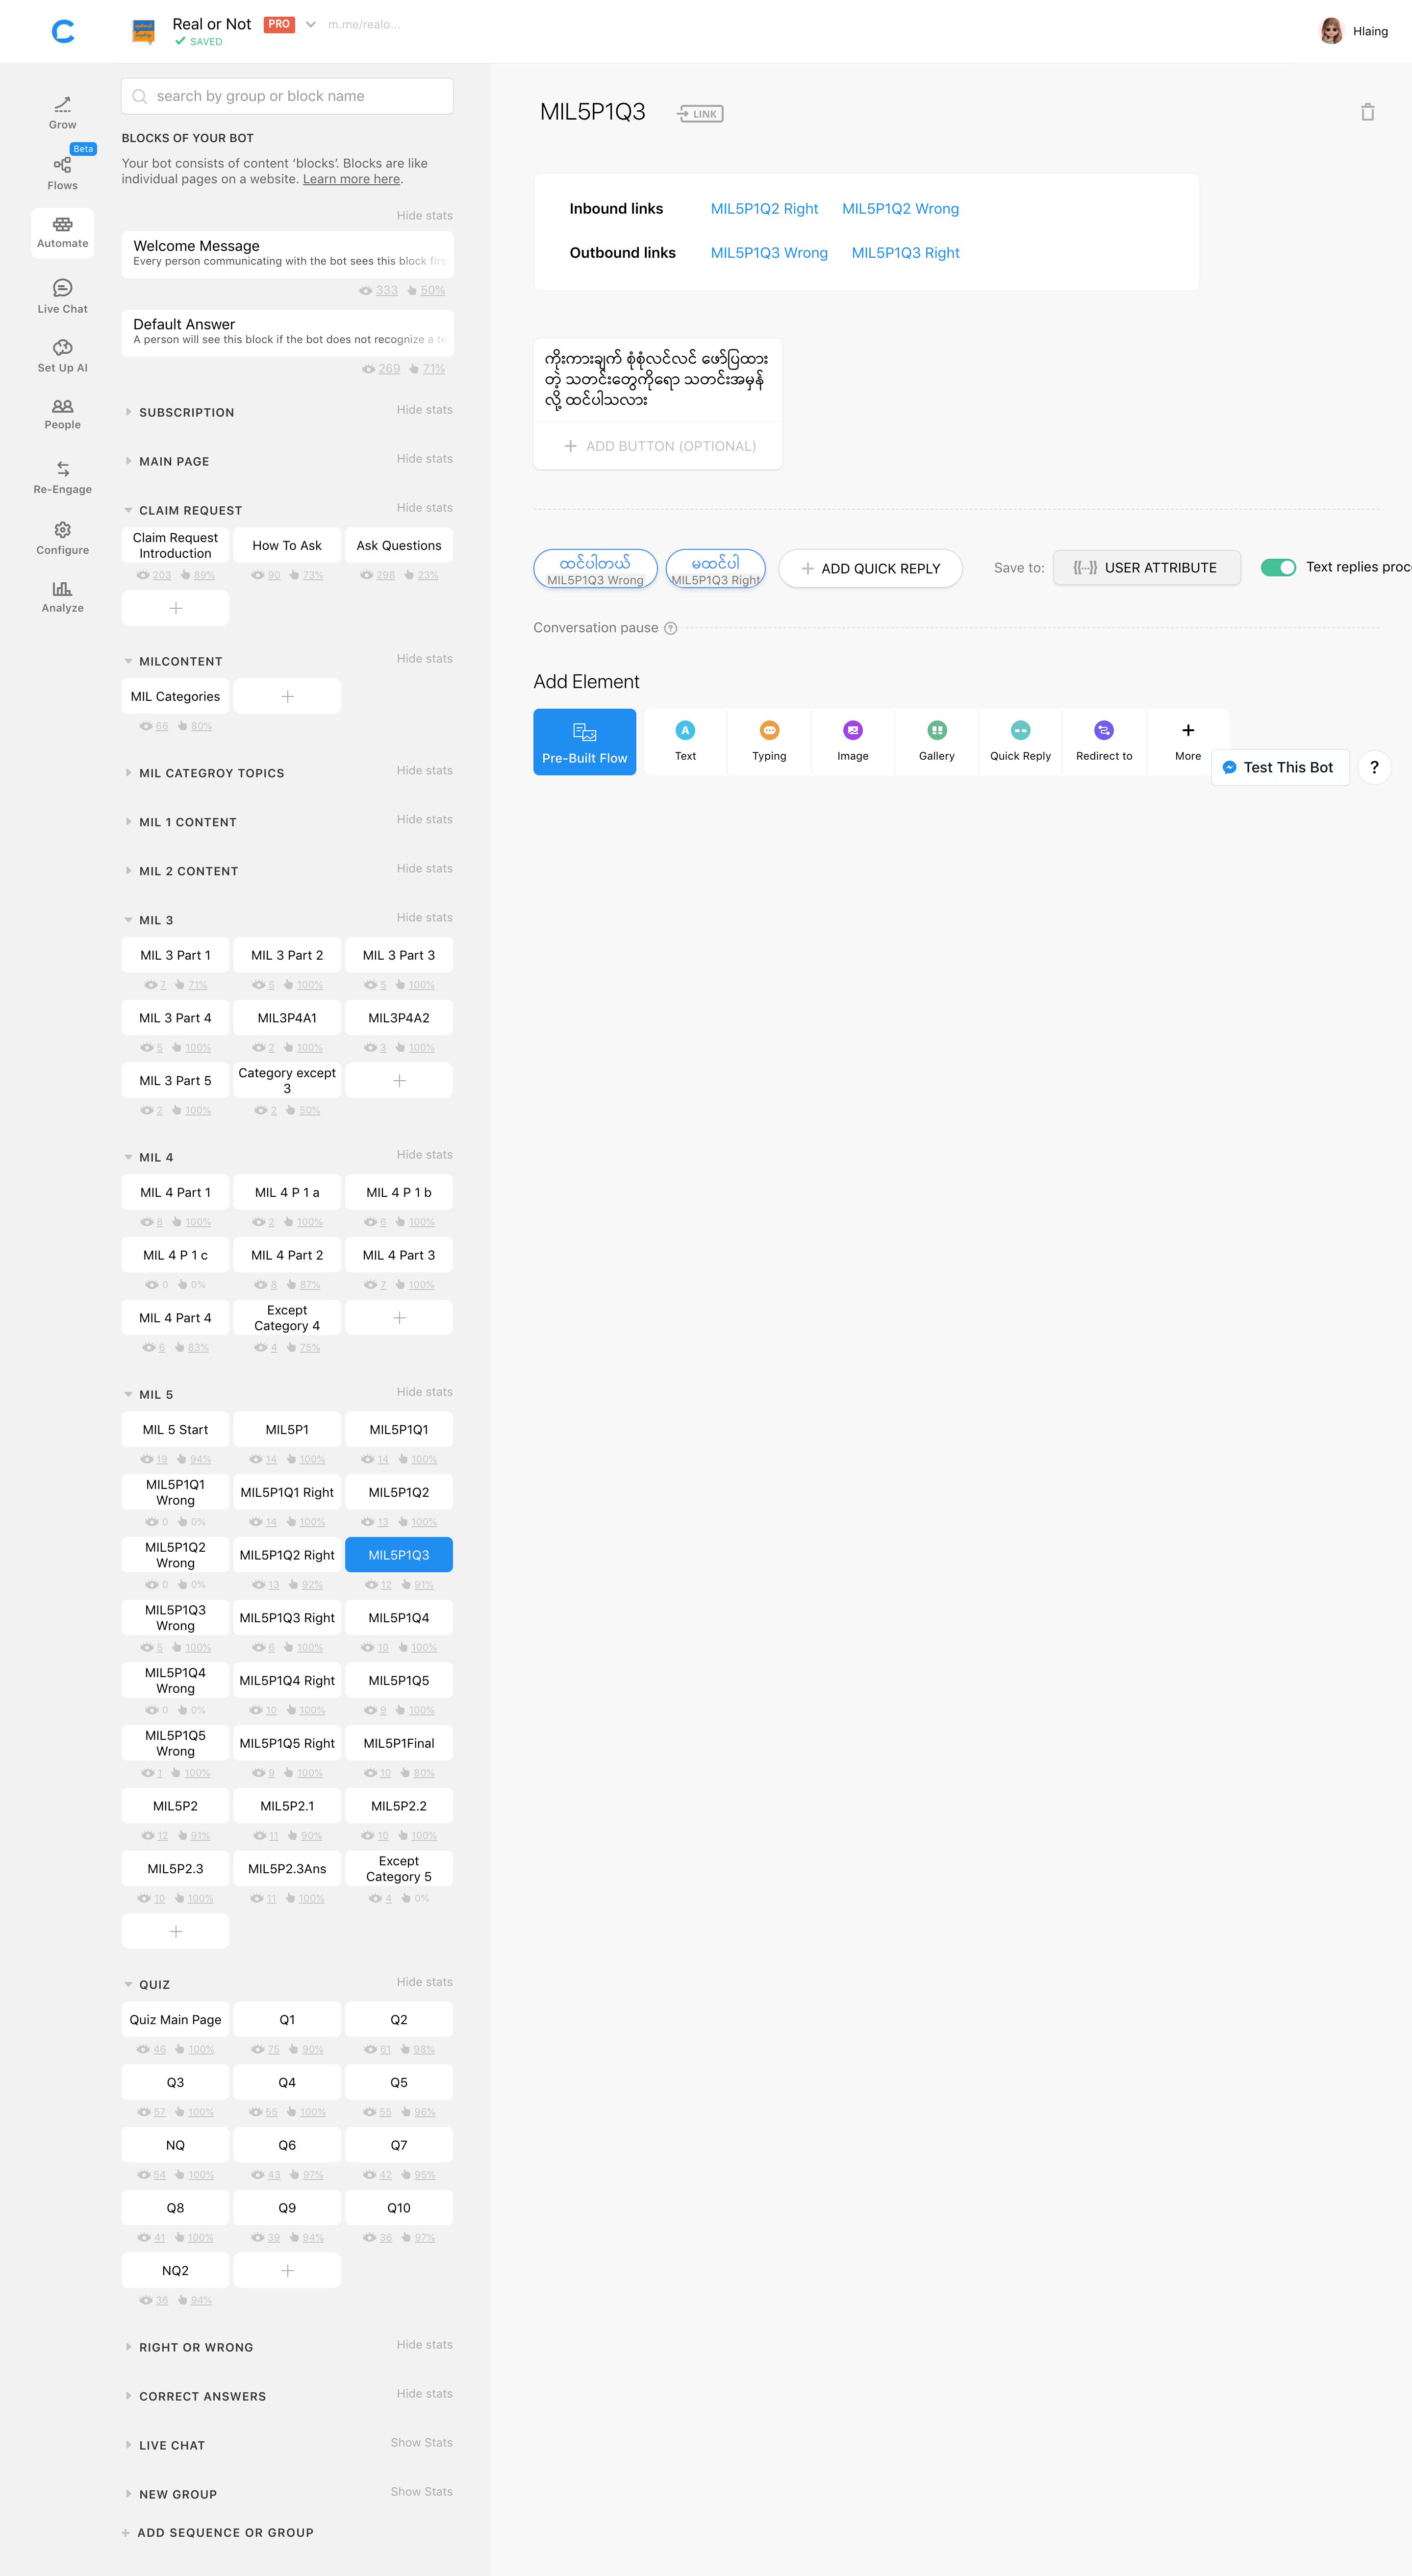 Real or Not PRO m.me/realo...
SAVED
Hlaing
Grow
Beta
Flows
Automate
Live Chat
Set Up AI
People
Re-Engage
Configure
Analyze
search by group or block name
BLOCKS OF YOUR BOT
Your bot consists of content ‘blocks’. Blocks are like
individual pages on a website. Learn more here.
Hide stats
Welcome Message
Every person communicating with the bot sees this block firs
333 50%
Default Answer
A person will see this block if the bot does not recognize a te
269 71%
SUBSCRIPTION Hide stats
MAIN PAGE Hide stats
CLAIM REQUEST Hide stats
Claim Request Introduction How To Ask Ask Questions
203 89% 90 73% 298 23%
MILCONTENT Hide stats
MIL Categories
66 80%
MIL CATEGROY TOPICS Hide stats
MIL 1 CONTENT Hide stats
MIL 2 CONTENT Hide stats
MIL 3 Hide stats
MIL 3 Part 1 MIL 3 Part 2 MIL 3 Part 3
7 71% 5 100% 5 100%
MIL 3 Part 4 MIL3P4A1 MIL3P4A2
5 100% 2 100% 3 100%
MIL 3 Part 5 Category except 3
2 100% 2 50%
MIL 4 Hide stats
MIL 4 Part 1 MIL 4 P 1 a MIL 4 P 1 b
8 100% 2 100% 6 100%
MIL 4 P 1 c MIL 4 Part 2 MIL 4 Part 3
0 0% 8 87% 7 100%
MIL 4 Part 4 Except Category 4
6 83% 4 75%
MIL 5 Hide stats
MIL 5 Start MIL5P1 MIL5P1Q1
19 94% 14 100% 14 100%
MIL5P1Q1 Wrong MIL5P1Q1 Right MIL5P1Q2
0 0% 14 100% 13 100%
MIL5P1Q2 Wrong MIL5P1Q2 Right MIL5P1Q3
0 0% 13 92% 12 91%
MIL5P1Q3 Wrong MIL5P1Q3 Right MIL5P1Q4
5 100% 6 100% 10 100%
MIL5P1Q4 Wrong MIL5P1Q4 Right MIL5P1Q5
0 0% 10 100% 9 100%
MIL5P1Q5 Wrong MIL5P1Q5 Right MIL5P1Final
1 100% 9 100% 10 80%
MIL5P2 MIL5P2.1 MIL5P2.2
12 91% 11 90% 10 100%
MIL5P2.3 MIL5P2.3Ans Except Category 5
10 100% 11 100% 4 0%
QUIZ Hide stats
Quiz Main Page Q1 Q2
46 100% 75 90% 61 98%
Q3 Q4 Q5
57 100% 55 100% 55 96%
NQ Q6 Q7
54 100% 43 97% 42 95%
Q8 Q9 Q10
41 100% 39 94% 36 97%
NQ2
36 94%
RIGHT OR WRONG Hide stats
CORRECT ANSWERS Hide stats
LIVE CHAT Show Stats
NEW GROUP Show Stats
+ ADD SEQUENCE OR GROUP
MIL5P1Q3 LINK
Inbound links MIL5P1Q2 Right MIL5P1Q2 Wrong
Outbound links MIL5P1Q3 Wrong MIL5P1Q3 Right
ကိုးကားချက် စုံစုံလင်လင် ဖော်ပြထား
တဲ့ သတင်းတွေကိုရော သတင်းအမှန်
လို့ ထင်ပါသလား
+ ADD BUTTON (OPTIONAL)
ထင်ပါတယ် မထင်ပါ
MIL5P1Q3 Wrong MIL5P1Q3 Right
+ ADD QUICK REPLY Save to: {{...}} USER ATTRIBUTE Text replies proc
Conversation pause ?
Add Element
Pre-Built Flow Text Typing Image Gallery Quick Reply Redirect to More
Test This Bot ?